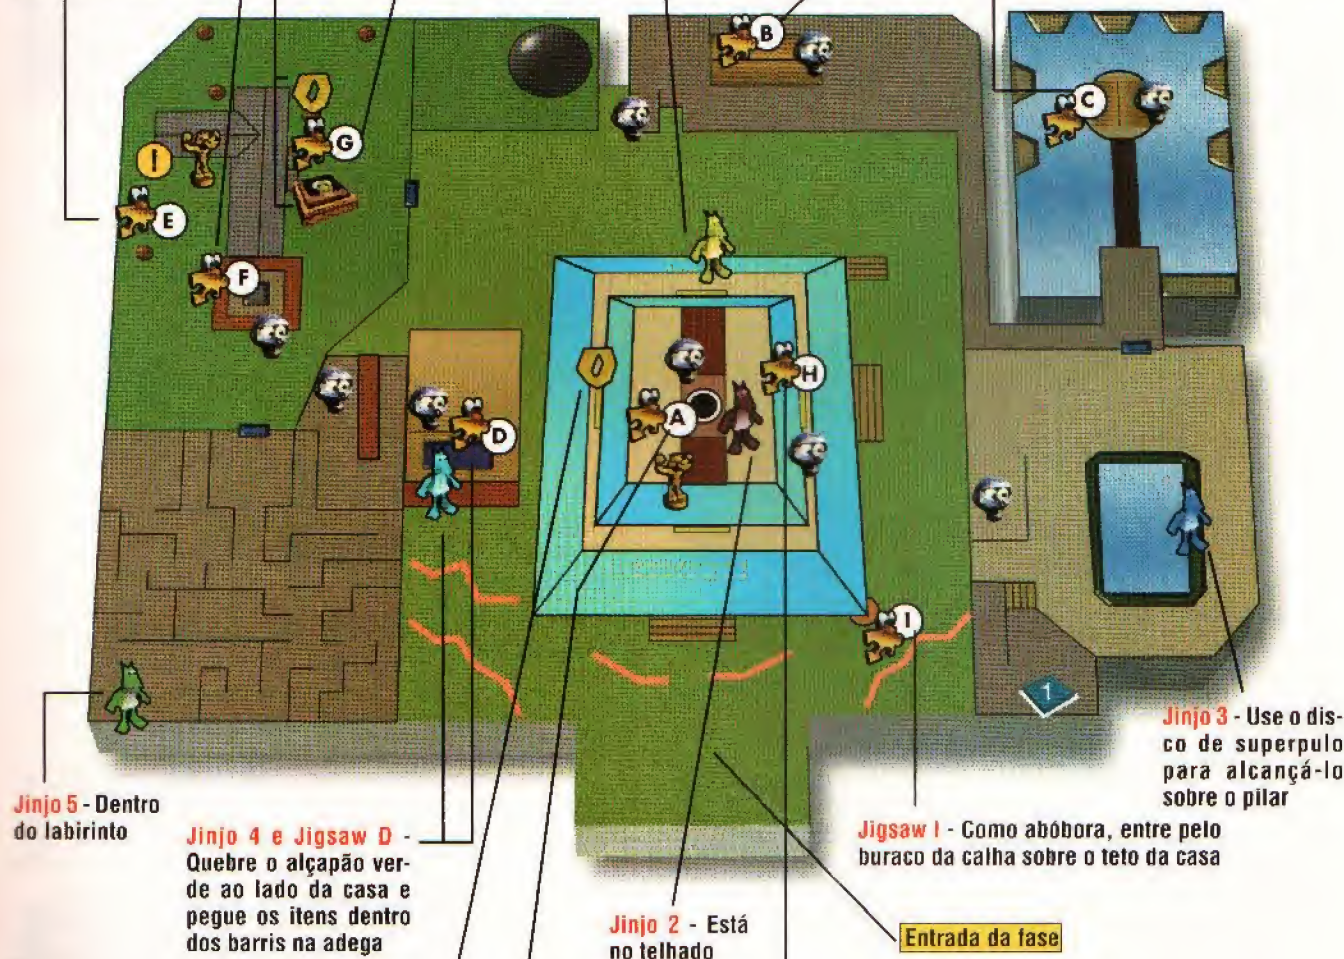 B
C
G
I
E
F
H
A
D
I
1
Jinjo 3 - Use o dis-
co de superpulo
para alcançá-lo
sobre o pilar
Jinjo 5 - Dentro
do labirinto
Jinjo 4 e Jigsaw D -
Quebre o alçapão ver-
de ao lado da casa e
pegue os itens dentro
dos barris na adega
Jigsaw I - Como abóbora, entre pelo
buraco da calha sobre o teto da casa
Jinjo 2 - Está
no telhado
Entrada da fase